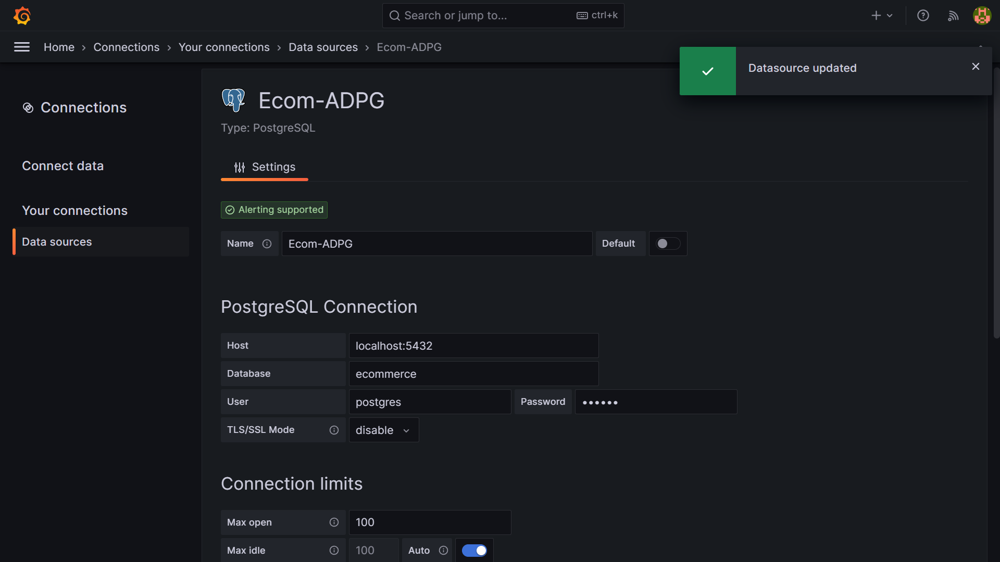 Search or jump to...
ctrl+k
Home
Connections
Your connections
Data sources
Ecom-ADPG
Datasource updated
Connections
Connect data
Your connections
Data sources
Ecom-ADPG
Type: PostgreSQL
Settings
Alerting supported
Name
Ecom-ADPG
Default
PostgreSQL Connection
Host
localhost:5432
Database
ecommerce
User
postgres
Password
••••••
TLS/SSL Mode
disable
Connection limits
Max open
100
Max idle
100
Auto